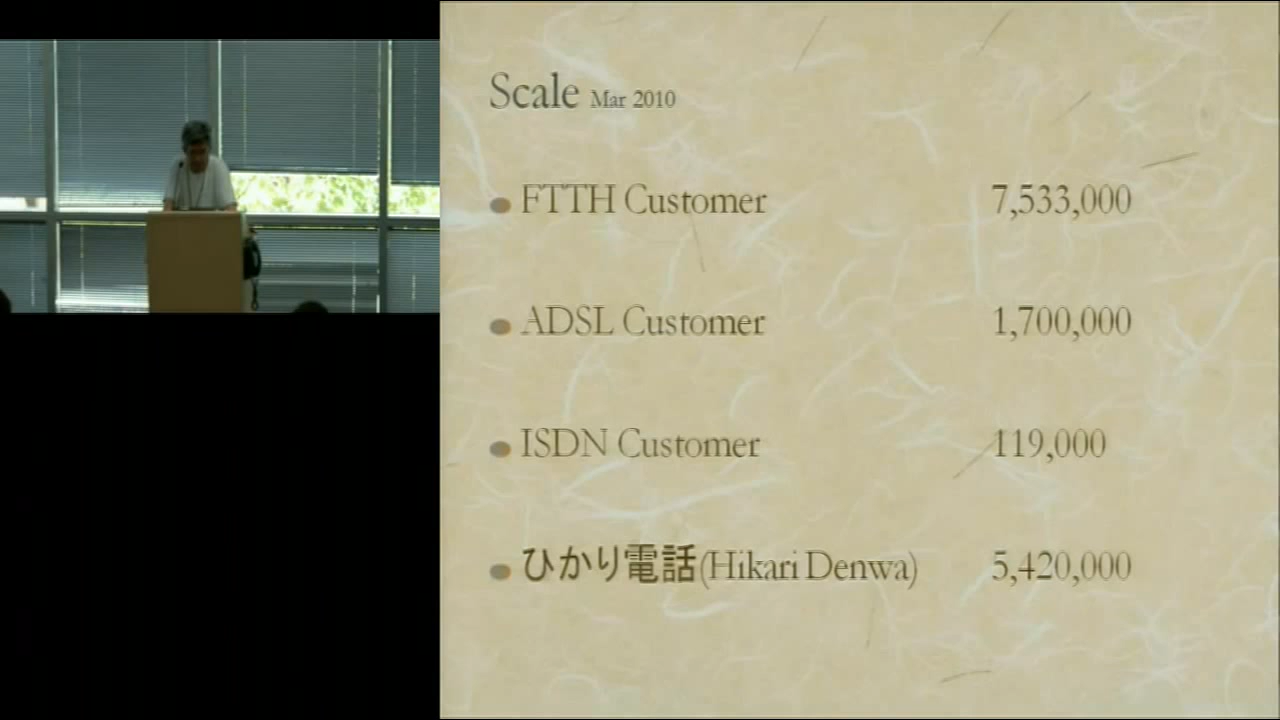 Scale Mar 2010
FTTH Customer 7,533,000
ADSL Customer 1,700,000
ISDN Customer 119,000
ひかり電話(Hikari Denwa) 5,420,000